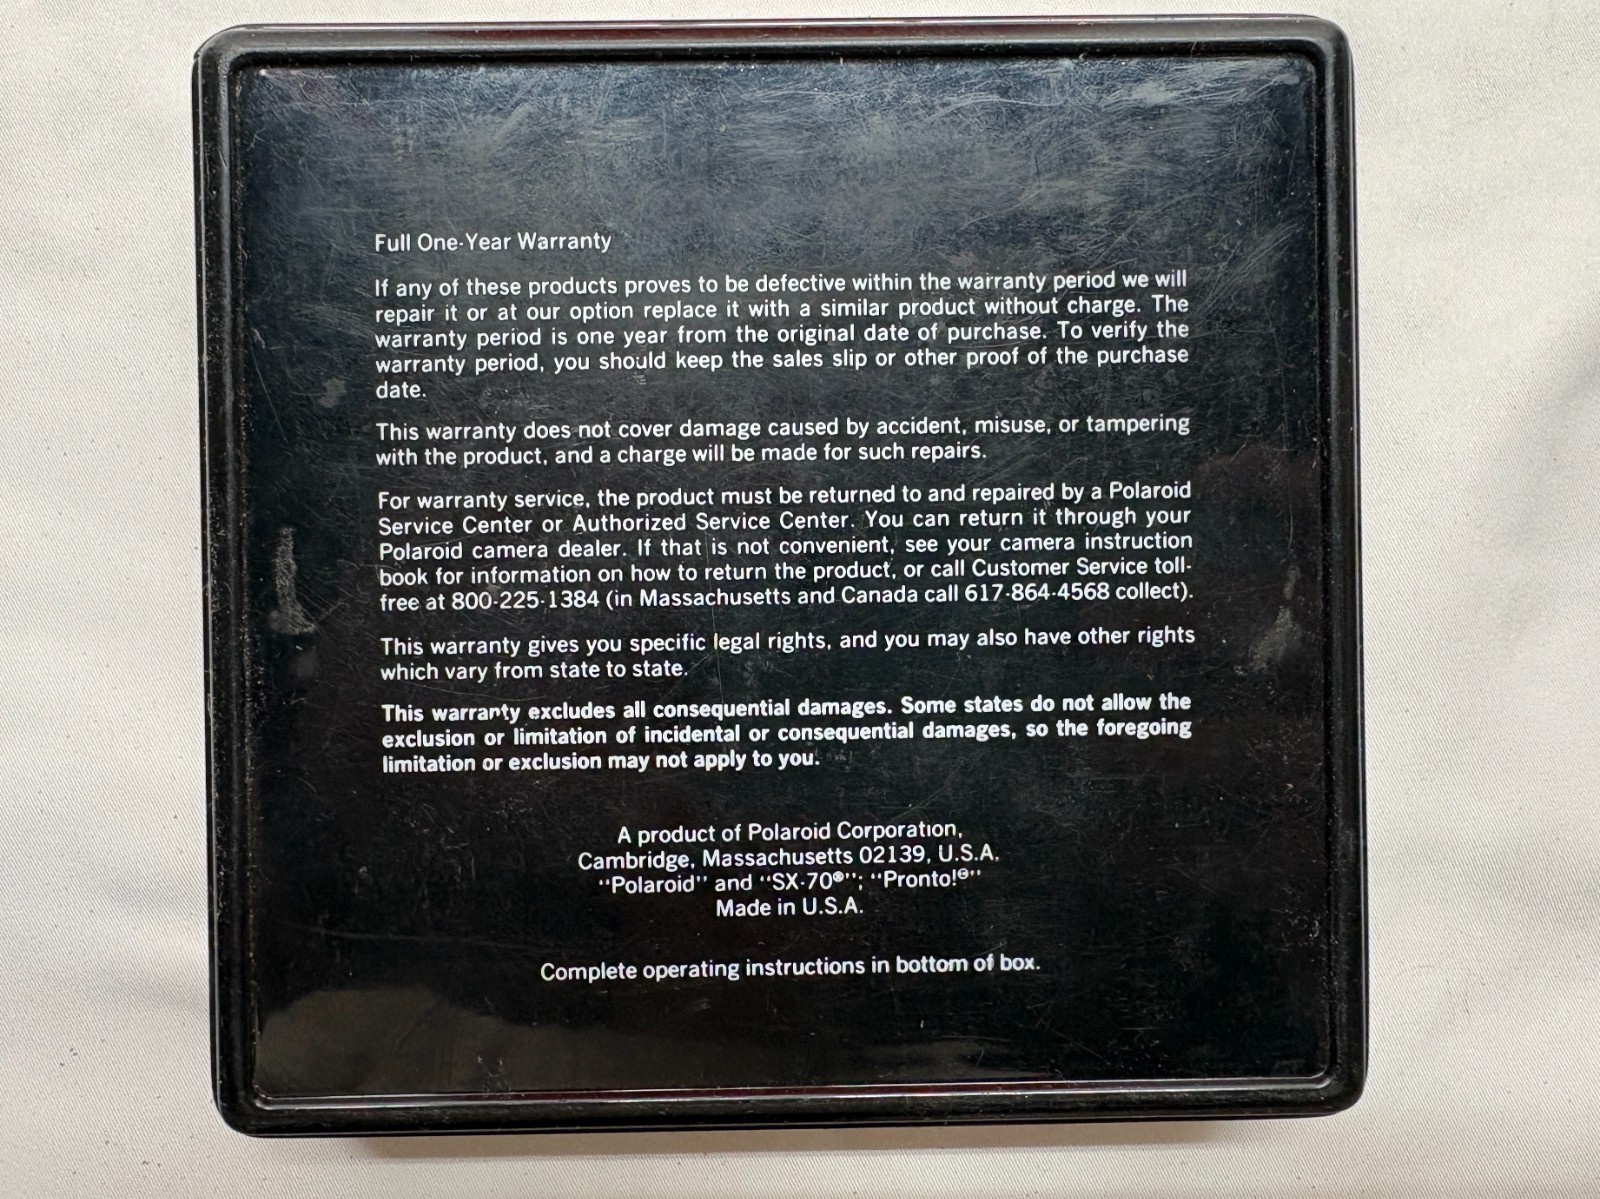 Full One-Year Warranty
If any of these products proves to be defective within the warranty period we will
repair it or at our option replace it with a similar product without charge. The
warranty period is one year from the original date of purchase. To verify the
warranty period, you should keep the sales slip or other proof of the purchase
date.
This warranty does not cover damage caused by accident, misuse, or tampering
with the product, and a charge will be made for such repairs.
For warranty service, the product must be returned to and repaired by a Polaroid
Service Center or Authorized Service Center. You can return it through your
Polaroid camera dealer. If that is not convenient, see your camera instruction
book for information on how to return the product, or call Customer Service toll-
free at 800-225-1384 (in Massachusetts and Canada call 617-864-4568 collect).
This warranty gives you specific legal rights, and you may also have other rights
which vary from state to state.
This warranty excludes all consequential damages. Some states do not allow the
exclusion or limitation of incidental or consequential damages, so the foregoing
limitation or exclusion may not apply to you.
A product of Polaroid Corporation,
Cambridge, Massachusetts 02139, U.S.A.
"Polaroid" and "SX-70®"; "Pronto!®"
Made in U.S.A.
Complete operating instructions in bottom of box.